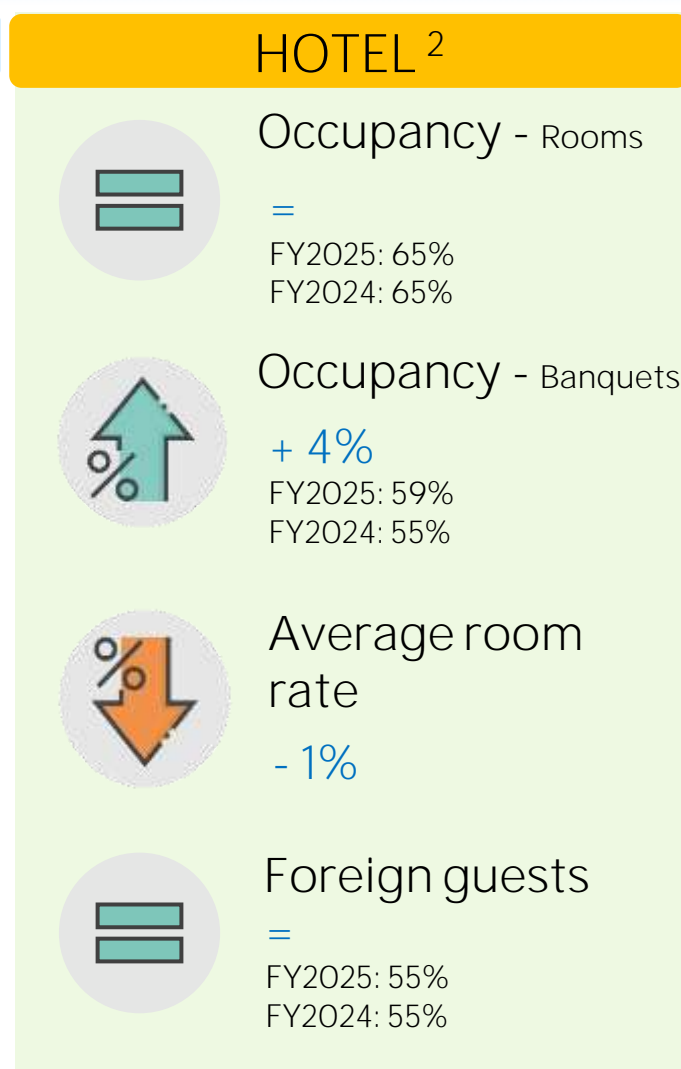 HOTEL 2
Occupancy - Rooms
=
FY2025: 65%
FY2024: 65%
%
Occupancy - Banquets
+ 4%
FY2025: 59%
FY2024: 55%
%
Average room
rate
- 1%
Foreign guests
=
FY2025: 55%
FY2024: 55%